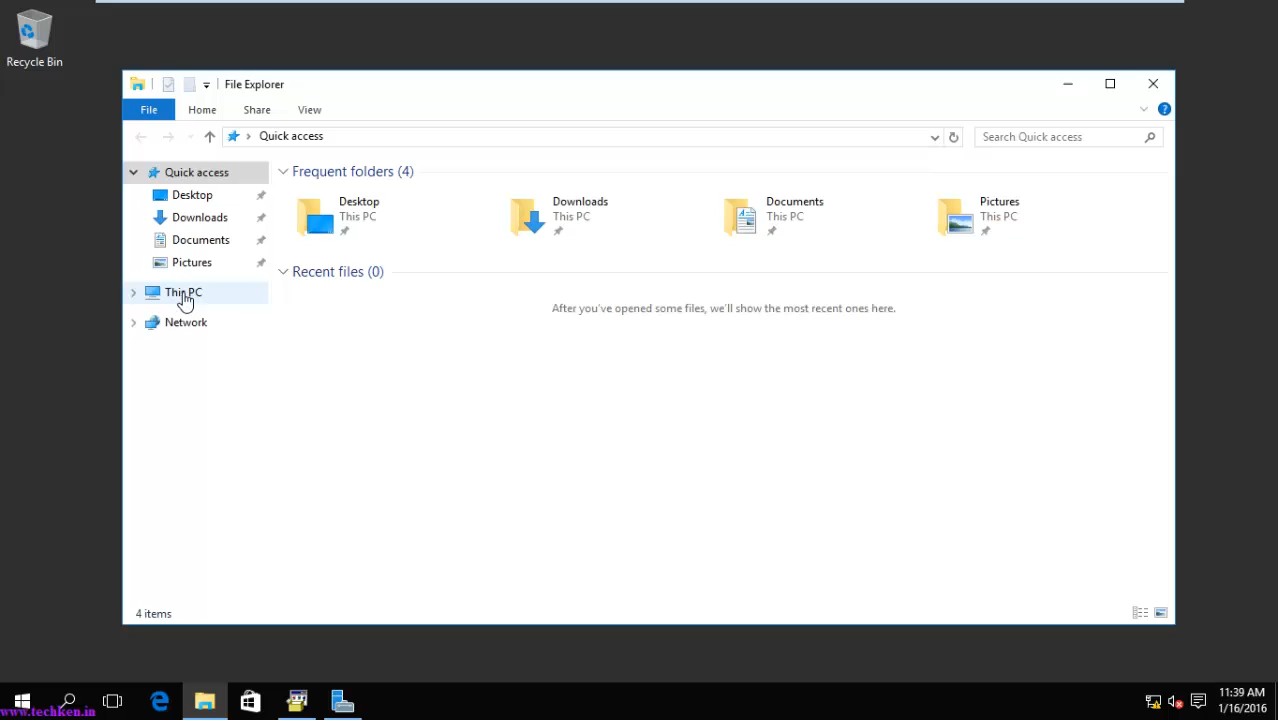 Recycle Bin
File Explorer
File Home Share View
Quick access
Search Quick access
Quick access
Desktop
Downloads
Documents
Pictures
This PC
Network
Frequent folders (4)
Desktop
This PC
Downloads
This PC
Documents
This PC
Pictures
This PC
Recent files (0)
After you've opened some files, we'll show the most recent ones here.
4 items
www.techken.in
11:39 AM
1/16/2016